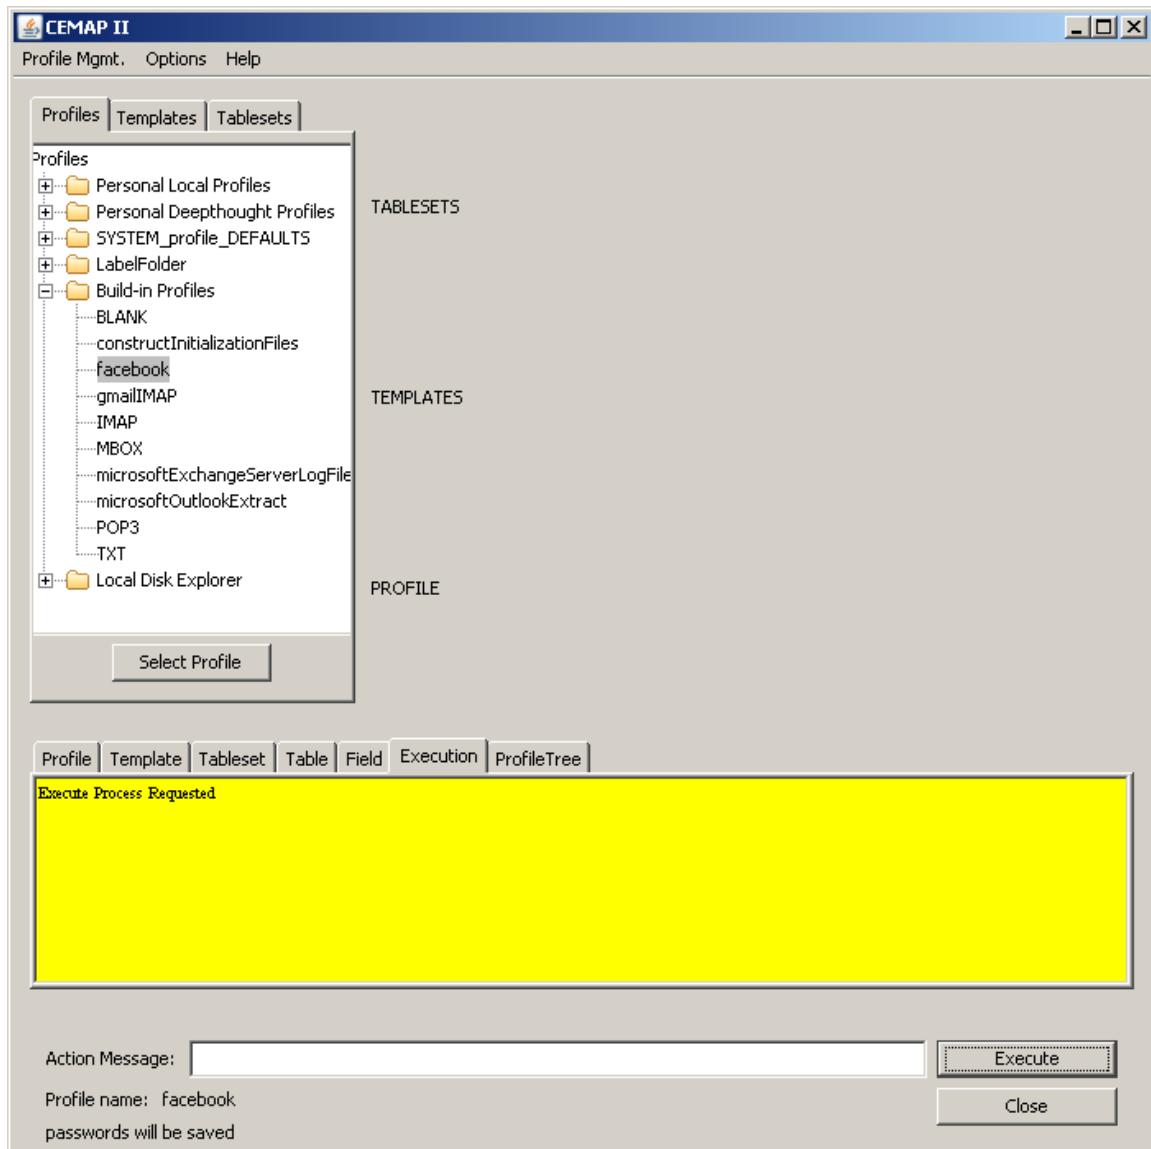 CEMAP II
Profile Mgmt. Options Help
Profiles Templates Tablesets
Profiles
Personal Local Profiles
Personal Deepthought Profiles
SYSTEM_profile_DEFAULTS
LabelFolder
Build-in Profiles
BLANK
constructInitializationFiles
facebook
gmailIMAP
IMAP
MBOX
microsoftExchangeServerLogFile
microsoftOutlookExtract
POP3
TXT
Local Disk Explorer
Select Profile
TABLESETS
TEMPLATES
PROFILE
Profile Template Tableset Table Field Execution ProfileTree
Execute Process Requested
Action Message: Execute
Profile name: facebook
Close
passwords will be saved